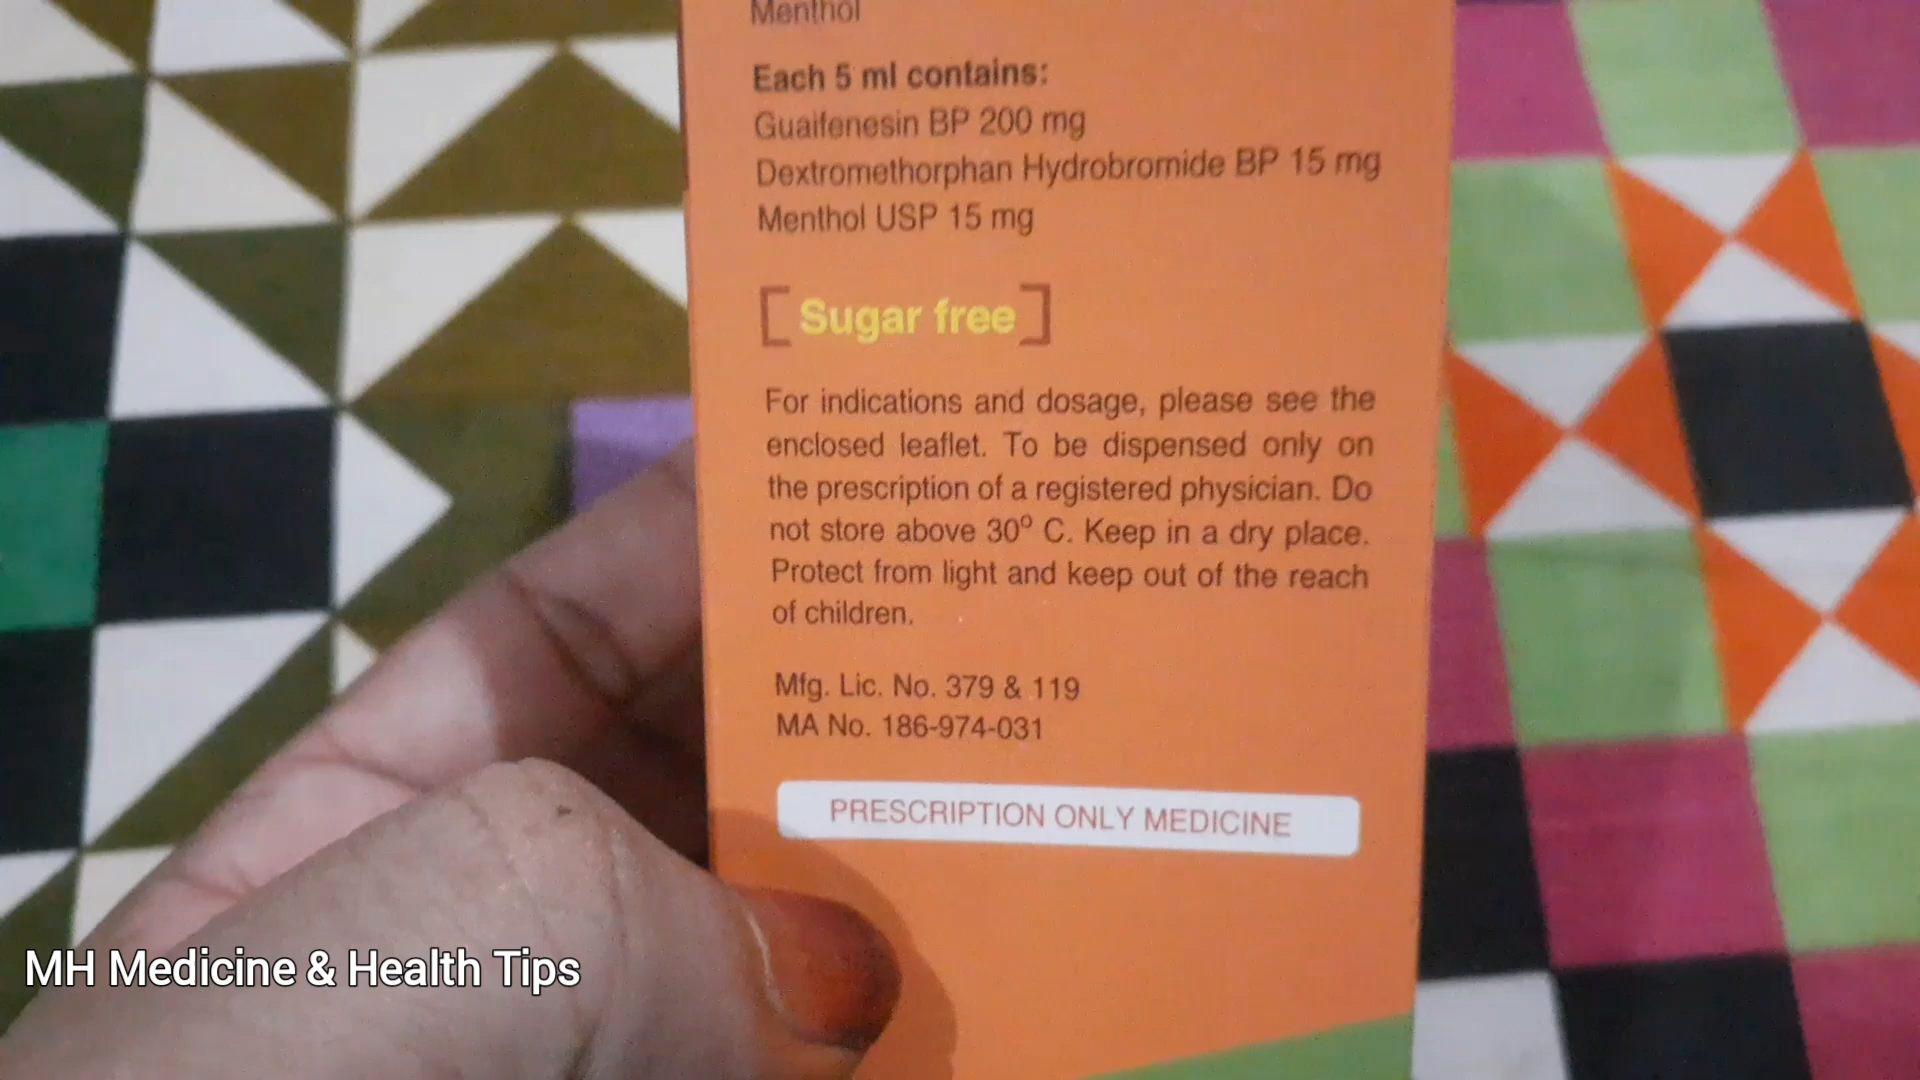 Menthol
Each 5 ml contains:
Guaifenesin BP 200 mg
Dextromethorphan Hydrobromide BP 15 mg
Menthol USP 15 mg
[Sugar free]
For indications and dosage, please see the
enclosed leaflet. To be dispensed only on
the prescription of a registered physician. Do
not store above 30º C. Keep in a dry place.
Protect from light and keep out of the reach
of children.
Mfg. Lic. No. 379 & 119
MA No. 186-974-031
PRESCRIPTION ONLY MEDICINE
MH Medicine & Health Tips